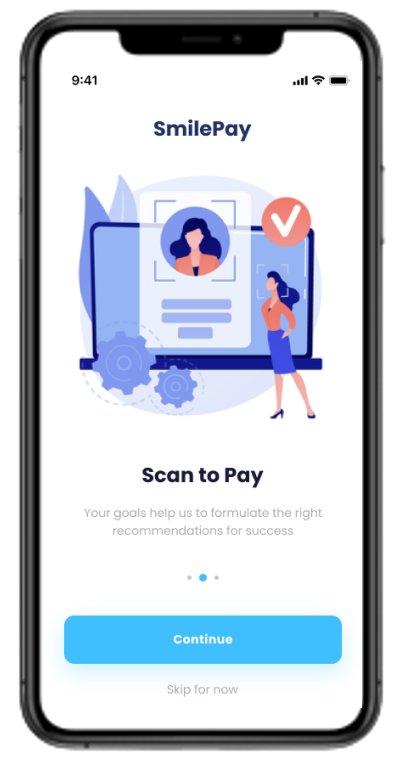 9:41
SmilePay
Scan to Pay
Your goals help us to formulate the right
recommendations for success
Continue
Skip for now